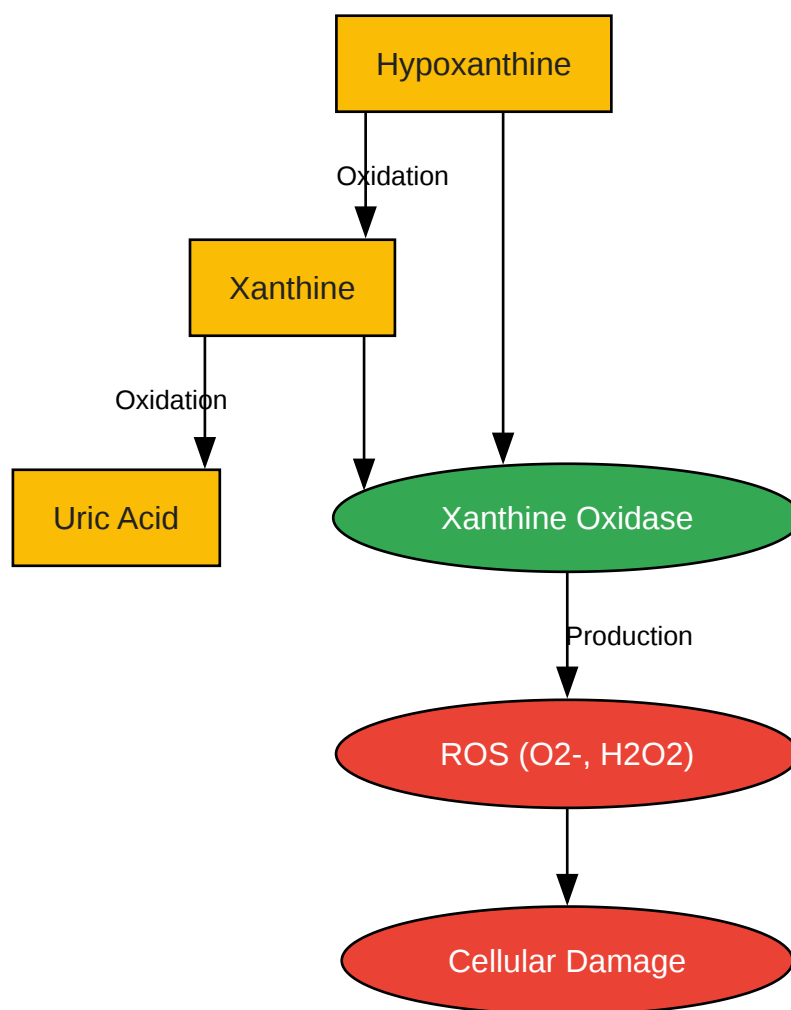 Hypoxanthine
Oxidation
Xanthine
Oxidation
Uric Acid
Xanthine Oxidase
Production
ROS (O2-, H2O2)
Cellular Damage